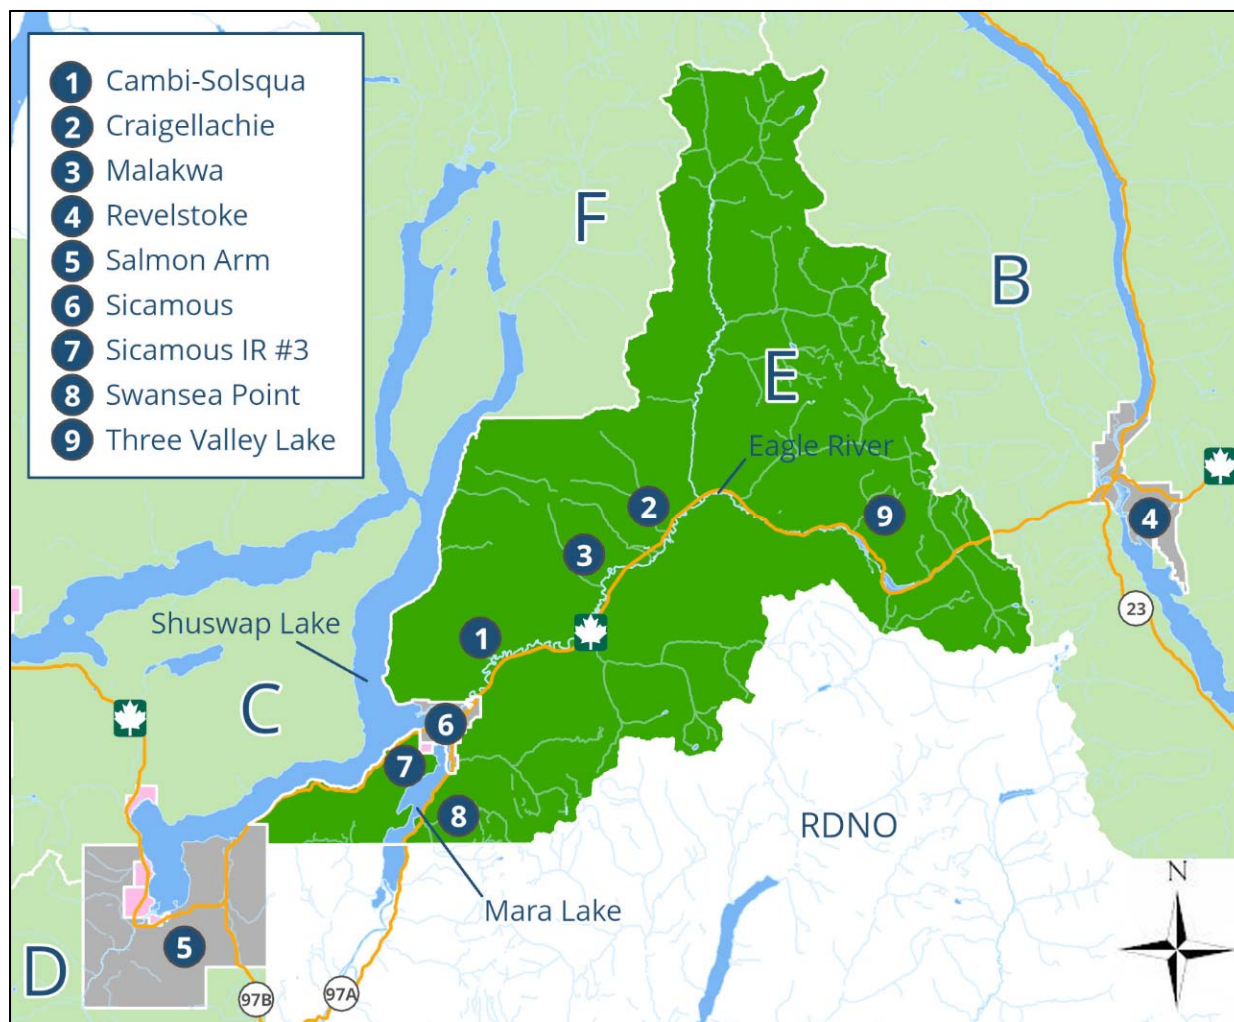 1 Cambi-Solsqua
2 Craigellachie
3 Malakwa
4 Revelstoke
5 Salmon Arm
6 Sicamous
7 Sicamous IR #3
8 Swansea Point
9 Three Valley Lake
F
B
E
Eagle River
2
9
4
3
23
Shuswap Lake
1
C
6
7
8
RDNO
N
Mara Lake
5
D
97B
97A